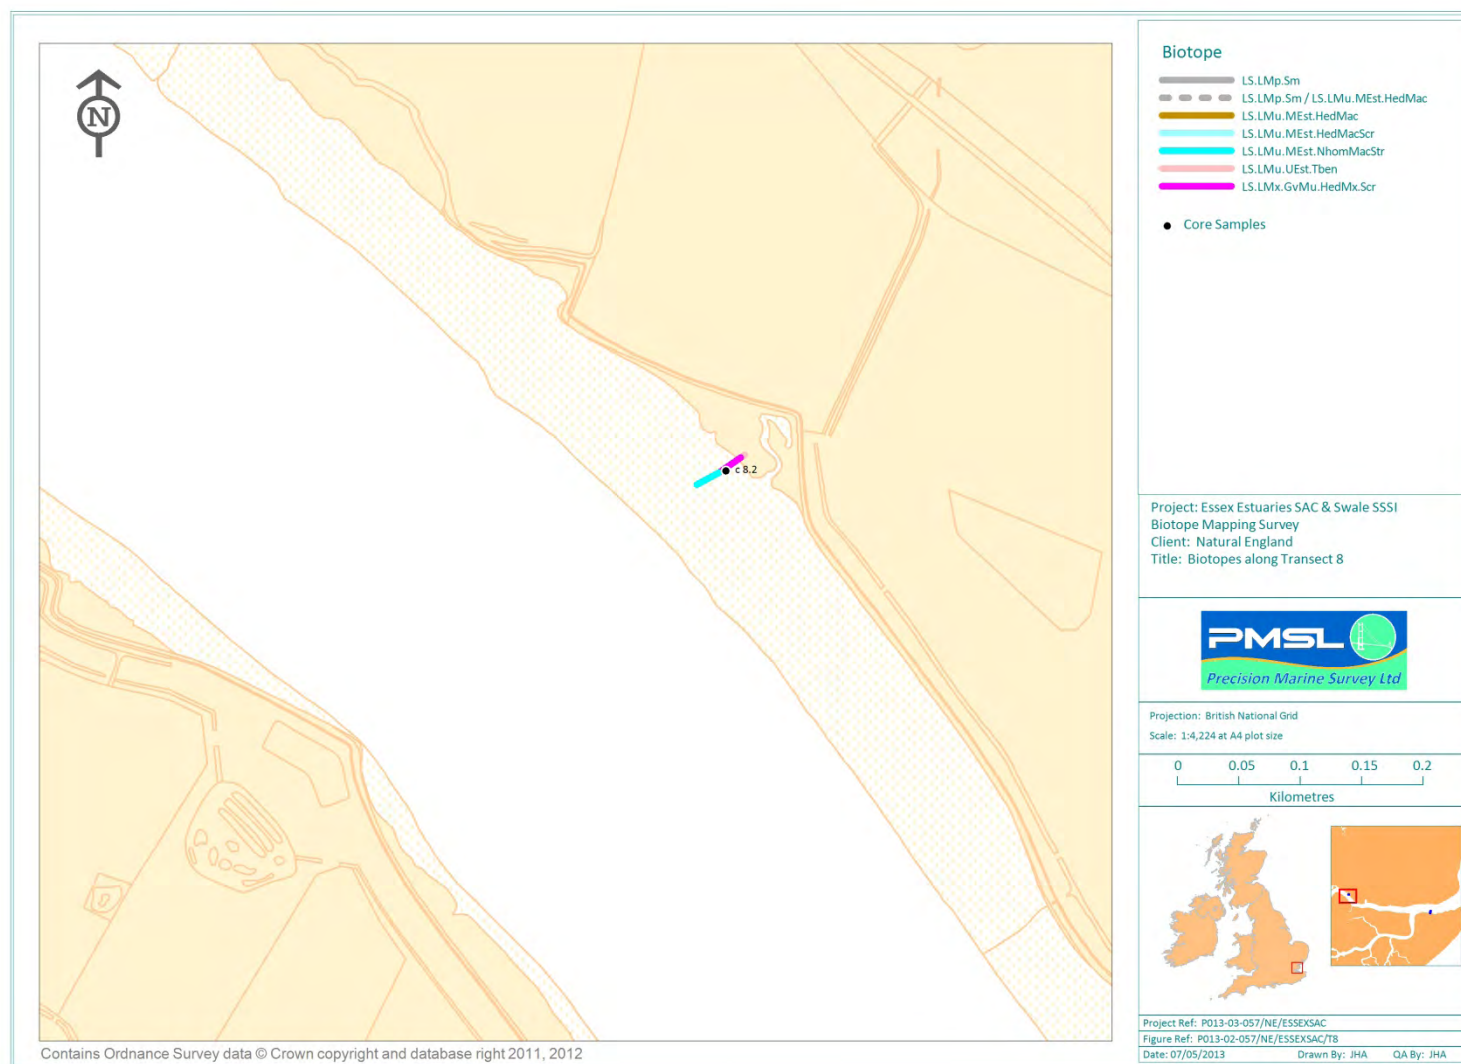 N
c 8.2
Biotope
LS.LMp.Sm
LS.LMp.Sm / LS.LMu.MEst.HedMac
LS.LMu.MEst.HedMac
LS.LMu.MEst.HedMacScr
LS.LMu.MEst.NhomMacStr
LS.LMu.UEst.Tben
LS.LMx.GvMu.HedMx.Scr
Core Samples
Project: Essex Estuaries SAC & Swale SSSI
Biotope Mapping Survey
Client: Natural England
Title: Biotopes along Transect 8
PMSL
Precision Marine Survey Ltd
Projection: British National Grid
Scale: 1:4,224 at A4 plot size
0 0.05 0.1 0.15 0.2
Kilometres
Project Ref: P013-03-057/NE/ESSEXSAC
Figure Ref: P013-02-057/NE/ESSEXSAC/T8
Date: 07/05/2013 Drawn By: JHA QA By: JHA
Contains Ordnance Survey data © Crown copyright and database right 2011, 2012